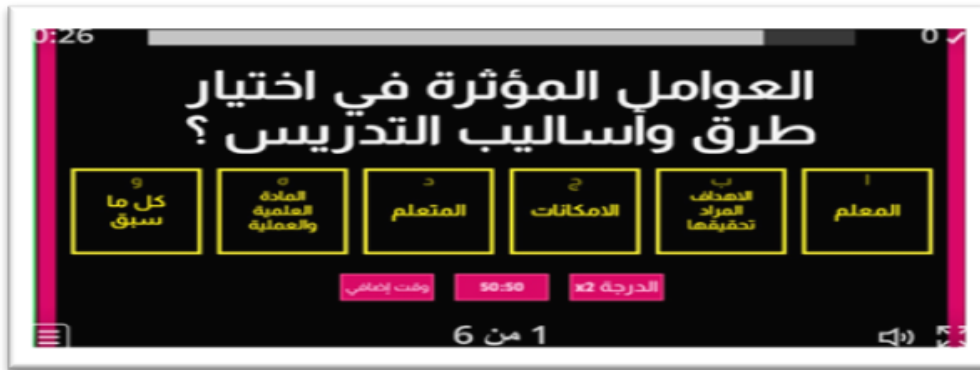 0:26
0
العوامل المؤثرة في اختيار
طرق وأساليب التدريس ؟
ا
المعلم
ب
الاهداف
المراد
تحقيقها
ج
الامكانات
د
المتعلم
ه
المادة
العلمية
والعملية
و
كل ما
سبق
الدرجة x2
50:50
وقت إضافي
1 من 6